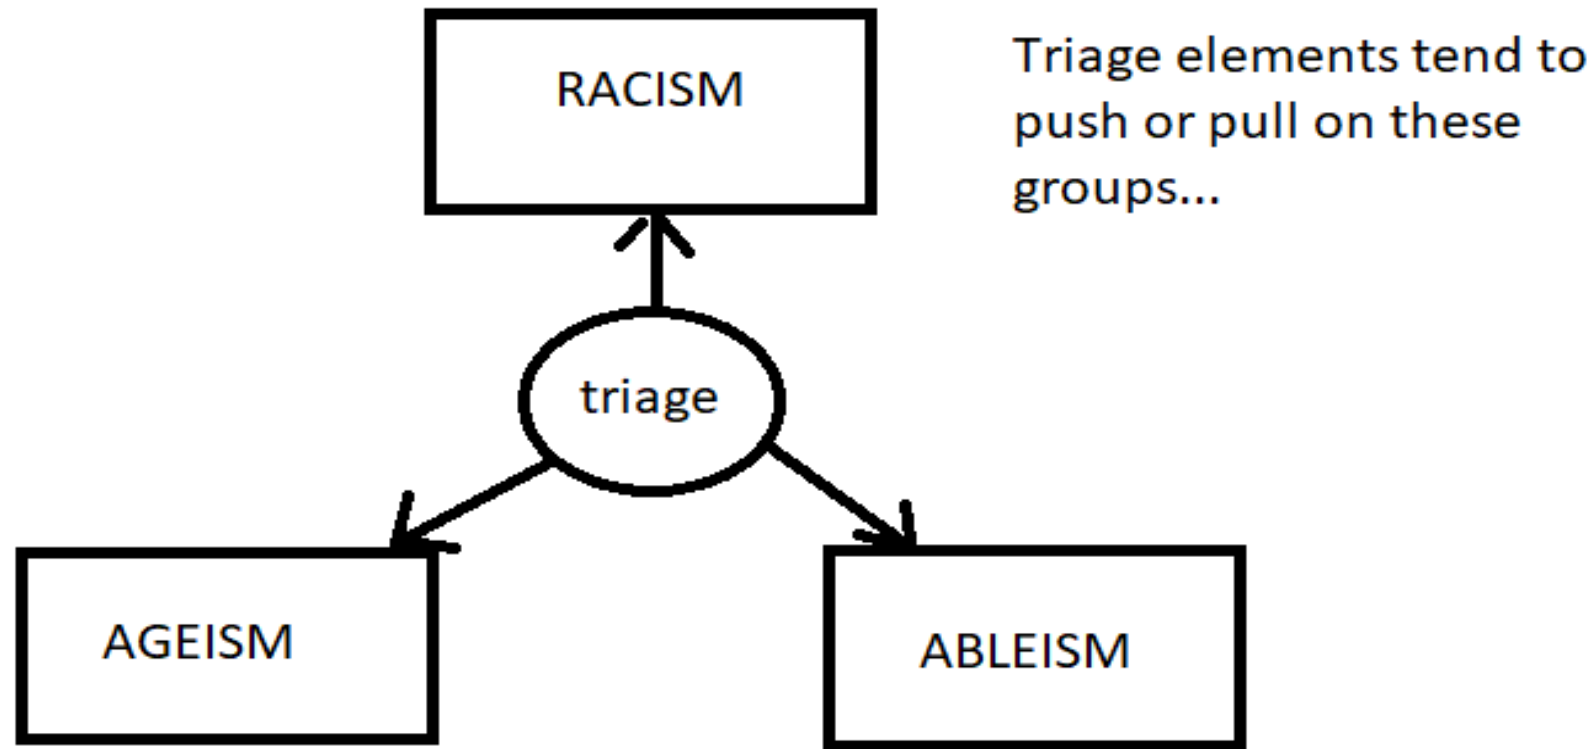 RACISM
Triage elements tend to
push or pull on these
groups...
triage
AGEISM
ABLEISM